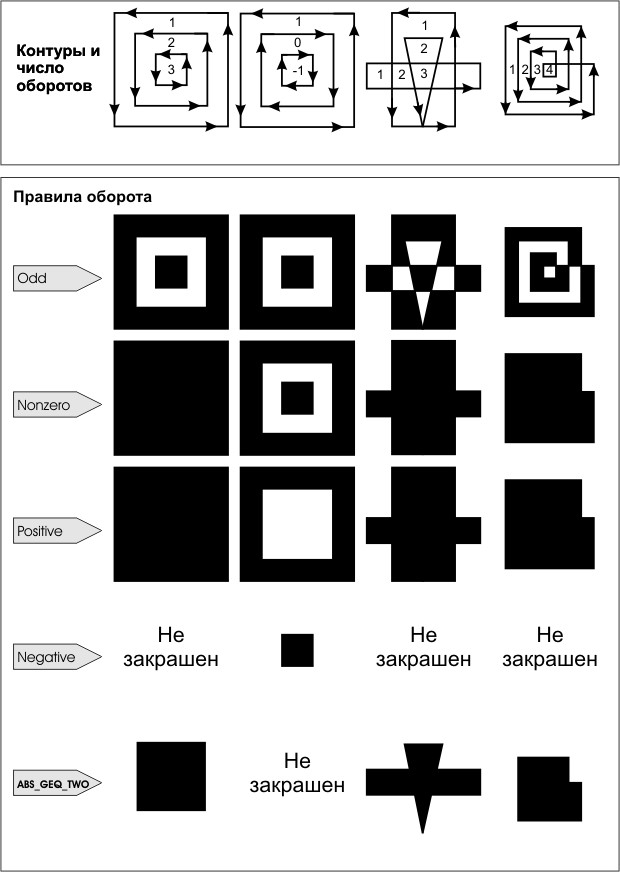 Контуры и
число
оборотов
1
2
3
1
0
-1
1
2
1 2 3
1 2 3 4
Правила оборота
Odd
Nonzero
Positive
Negative
Не
закрашен
Не
закрашен
Не
закрашен
ABS_GEQ_TWO
Не
закрашен